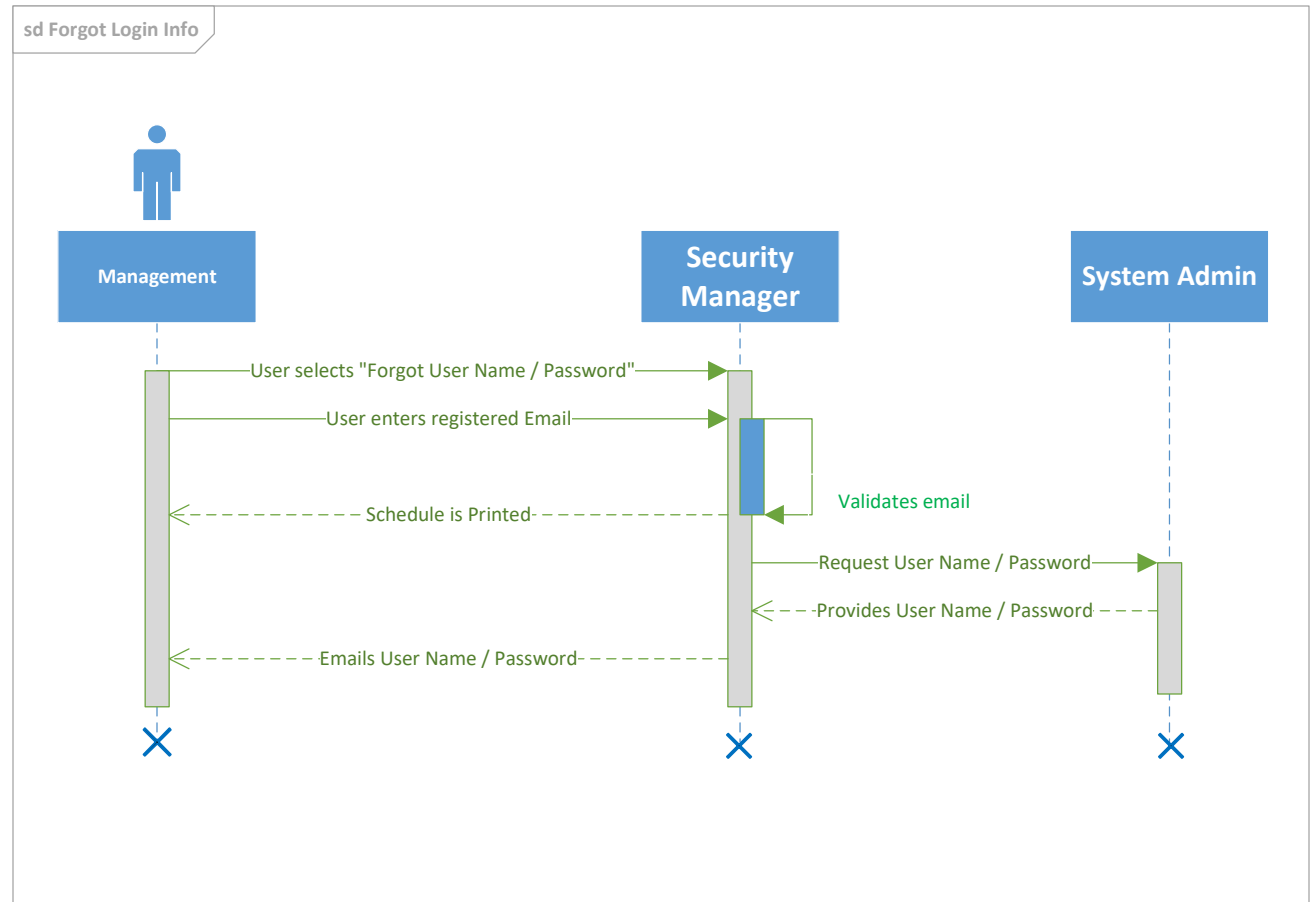 sd Forgot Login Info
Management
Security
Manager
System Admin
User selects "Forgot User Name / Password"
User enters registered Email
Validates email
Schedule is Printed
Request User Name / Password
Provides User Name / Password
Emails User Name / Password